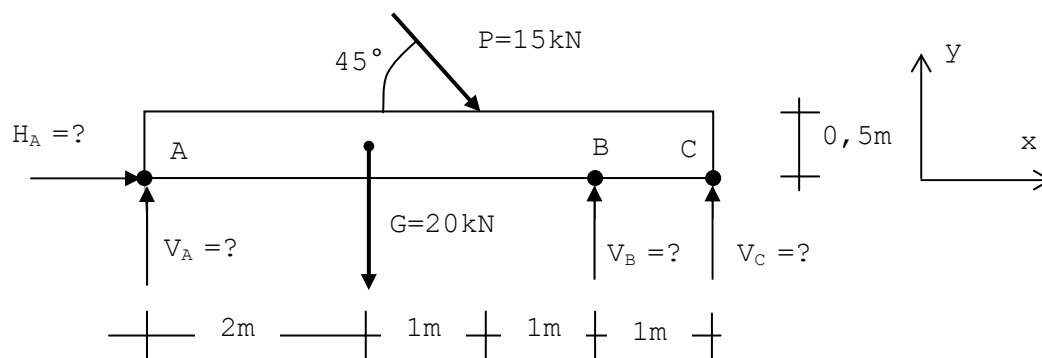 P=15kN
45°
y
H_A =?
A
B
C
0,5m
x
G=20kN
V_A =?
V_B =?
V_C =?
2m
1m
1m
1m